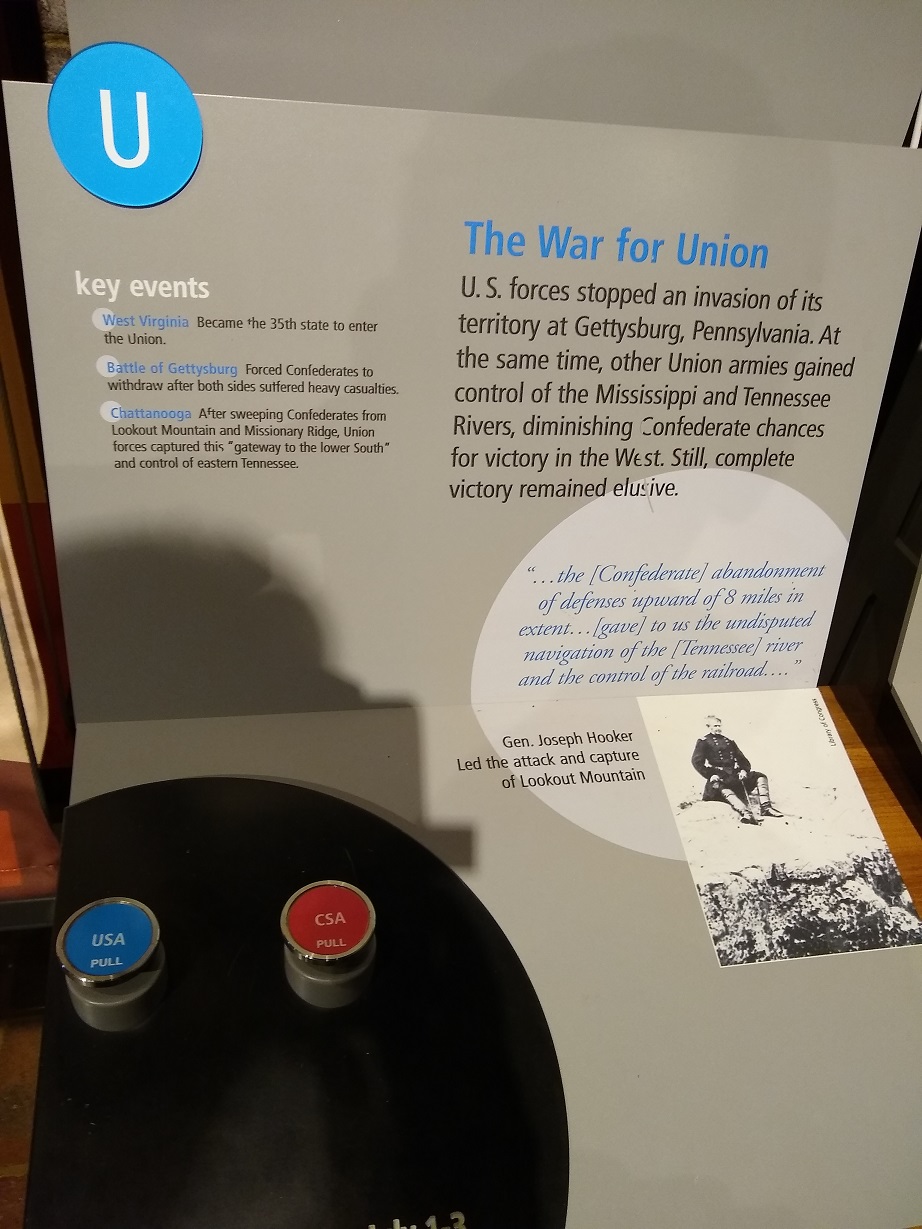 U
The War for Union
U. S. forces stopped an invasion of its
territory at Gettysburg, Pennsylvania. At
the same time, other Union armies gained
control of the Mississippi and Tennessee
Rivers, diminishing Confederate chances
for victory in the West. Still, complete
victory remained elusive.
key events
West Virginia Became the 35th state to enter
the Union.
Battle of Gettysburg Forced Confederates to
withdraw after both sides suffered heavy casualties.
Chattanooga After sweeping Confederates from
Lookout Mountain and Missionary Ridge, Union
forces captured this "gateway to the lower South"
and control of eastern Tennessee.
"...the [Confederate] abandonment
of defenses upward of 8 miles in
extent...[gave] to us the undisputed
navigation of the [Tennessee] river
and the control of the railroad...."
Gen. Joseph Hooker
Led the attack and capture
of Lookout Mountain
Library of Congress
USA
PULL
CSA
PULL
July 1-3